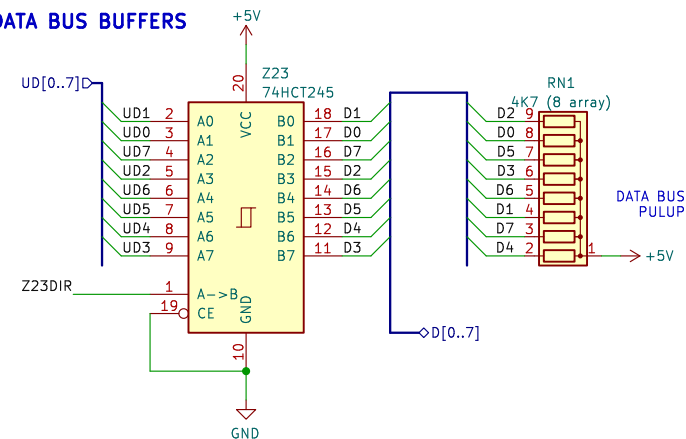 DATA BUS BUFFERS
+5V
UD[0..7]
20
Z23
74HCT245
VCC
RN1
4K7 (8 array)
UD1 2 A0 B0 18 D1
D2 9
UD0 3 A1 B1 17 D0
D0 8
UD7 4 A2 B2 16 D7
D5 7
UD2 5 A3 B3 15 D2
D3 6
UD6 6 A4 B4 14 D6
D6 5
UD5 7 A5 B5 13 D5
D1 4
UD4 8 A6 B6 12 D4
D7 3
UD3 9 A7 B7 11 D3
D4 2
1
+5V
DATA BUS
PULUP
Z23DIR 1 A->B
19 CE
GND
10
D[0..7]
GND